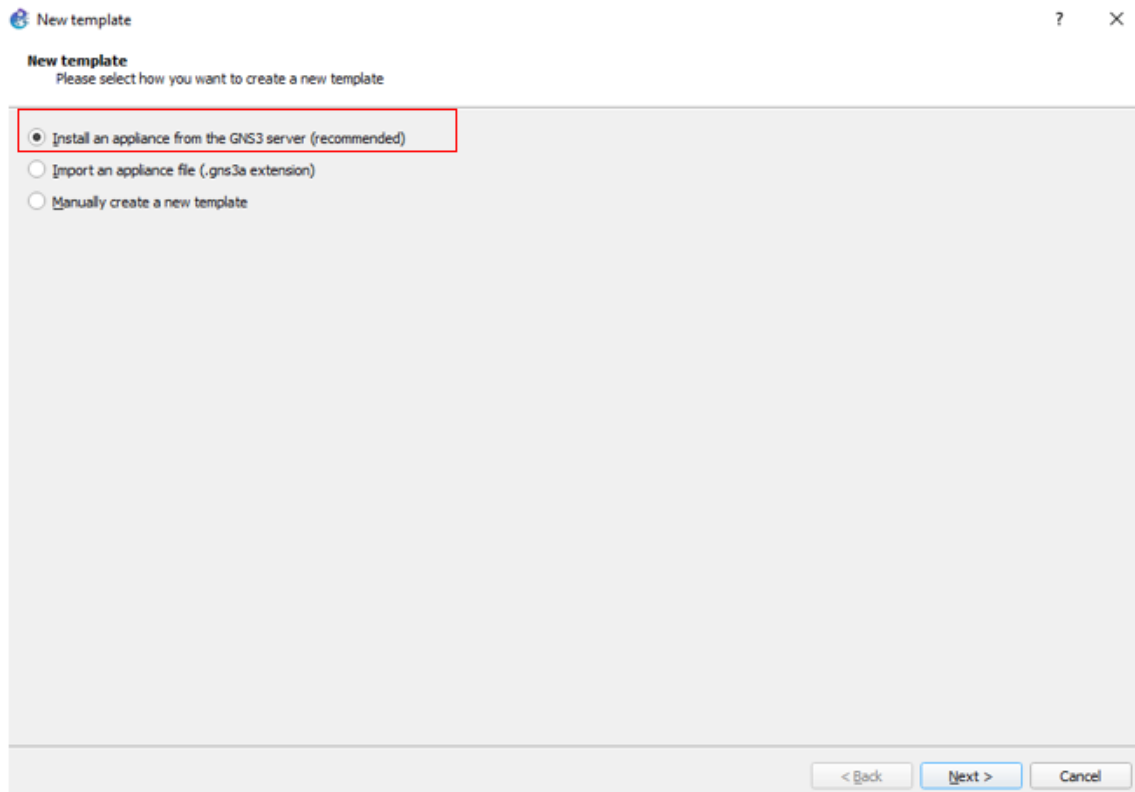 New template
?
New template
Please select how you want to create a new template
Install an appliance from the GNS3 server (recommended)
Import an appliance file (.gns3a extension)
Manually create a new template
< Back
Next >
Cancel